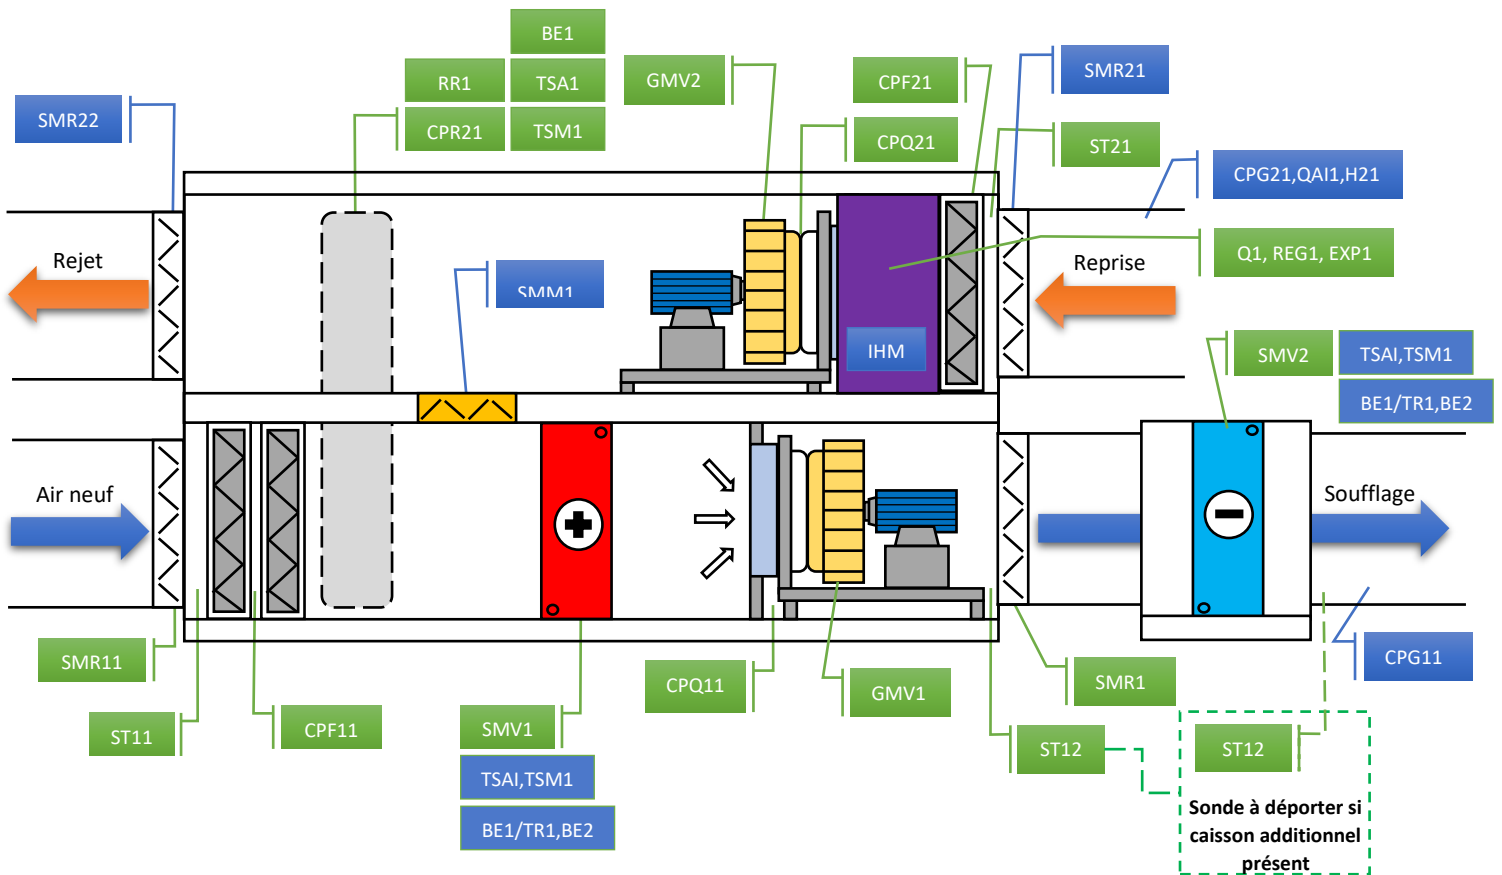 BE1
RR1
TSA1
GMV2
CPF21
SMR21
SMR22
CPR21
TSM1
CPQ21
ST21
CPG21,QAI1,H21
Rejet
Reprise
Q1, REG1, EXP1
SMM1
IHM
SMV2
TSAI,TSM1
BE1/TR1,BE2
Air neuf
Soufflage
SMR11
CPQ11
GMV1
SMR1
CPG11
ST11
CPF11
SMV1
ST12
ST12
TSAI,TSM1
BE1/TR1,BE2
Sonde à déporter si
caisson additionnel
présent